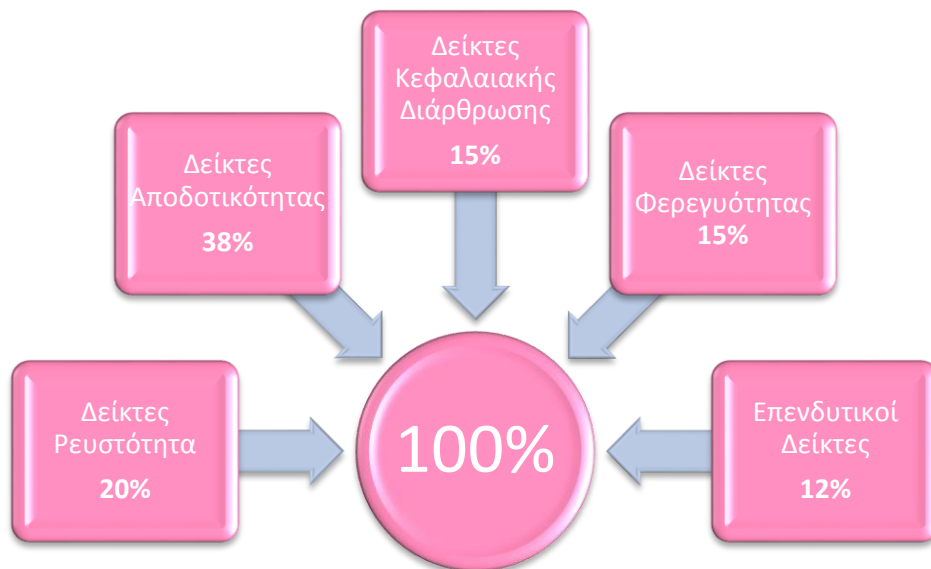 Δείκτες
Ρευστότητα
20%
Δείκτες
Αποδοτικότητας
38%
Δείκτες
Κεφαλαιακής
Διάρθρωσης
15%
Δείκτες
Φερεγυότητας
15%
Επενδυτικοί
Δείκτες
12%
100%